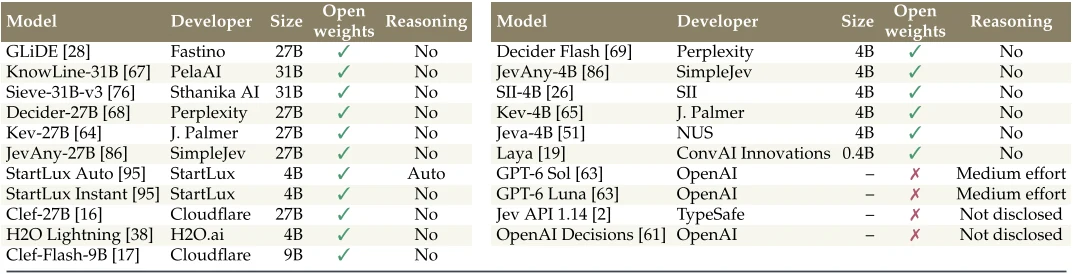 Model Developer Size Open weights Reasoning
GLiDE [28] Fastino 27B ✓ No
KnowLine-31B [67] PelaAI 31B ✓ No
Sieve-31B-v3 [76] Sthanika AI 31B ✓ No
Decider-27B [68] Perplexity 27B ✓ No
Kev-27B [64] J. Palmer 27B ✓ No
JevAny-27B [86] SimpleJev 27B ✓ No
StartLux Auto [95] StartLux 4B ✓ Auto
StartLux Instant [95] StartLux 4B ✓ No
Clef-27B [16] Cloudflare 27B ✓ No
H2O Lightning [38] H2O.ai 4B ✓ No
Clef-Flash-9B [17] Cloudflare 9B ✓ No
Model Developer Size Open weights Reasoning
Decider Flash [69] Perplexity 4B ✓ No
JevAny-4B [86] SimpleJev 4B ✓ No
SII-4B [26] SII 4B ✓ No
Kev-4B [65] J. Palmer 4B ✓ No
Jeva-4B [51] NUS 4B ✓ No
Laya [19] ConvAI Innovations 0.4B ✓ No
GPT-6 Sol [63] OpenAI – ✗ Medium effort
GPT-6 Luna [63] OpenAI – ✗ Medium effort
Jev API 1.14 [2] TypeSafe – ✗ Not disclosed
OpenAI Decisions [61] OpenAI – ✗ Not disclosed